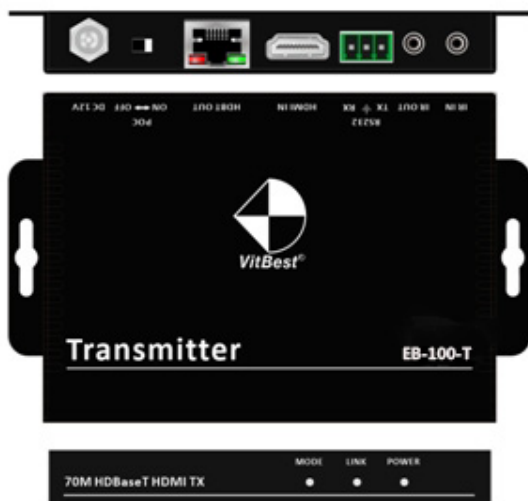 DC 12V OFF ⟷ ON HDBT OUT HDMI IN RX ⏚ TX IR OUT IR IN
POC RS232
VitBest®
Transmitter EB-100-T
MODE LINK POWER
70M HDBaseT HDMI TX